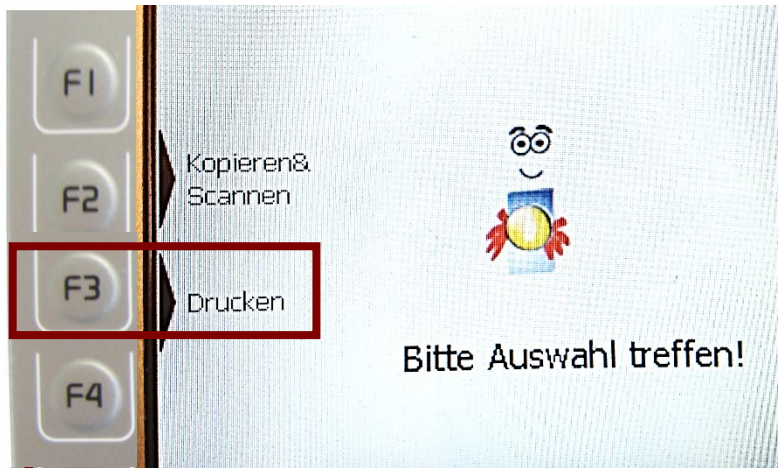 F1
F2
Kopieren&
Scannen
F3
Drucken
F4
Bitte Auswahl treffen!